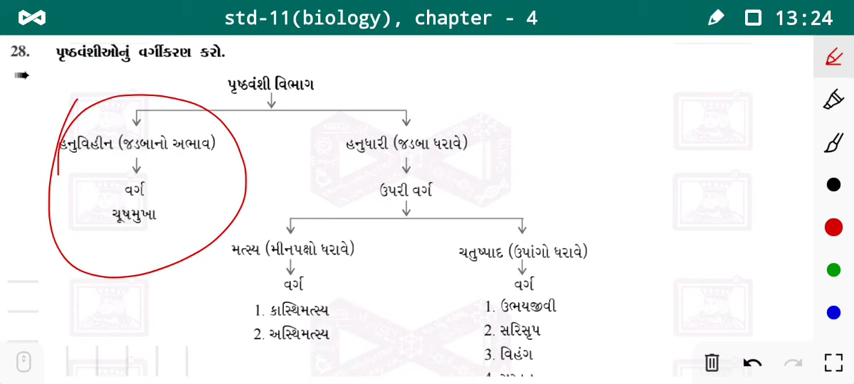 std-11(biology), chapter - 4
13:24
28. પૃષ્ઠવંશીઓનું વર્ગીકરણ કરો.
પૃષ્ઠવંશી વિભાગ
હનુવિહીન (જડબાનો અભાવ)
હનુધારી (જડબા ધરાવે)
વર્ગ
ઉપરી વર્ગ
ચૂષમુખા
મત્સ્ય (મીનપક્ષો ધરાવે)
ચતુષ્પાદ (ઉપાંગો ધરાવે)
વર્ગ
વર્ગ
1. કાસ્થિમત્સ્ય
1. ઉભયજીવી
2. અસ્થિમત્સ્ય
2. સરિસૃપ
3. વિહંગ